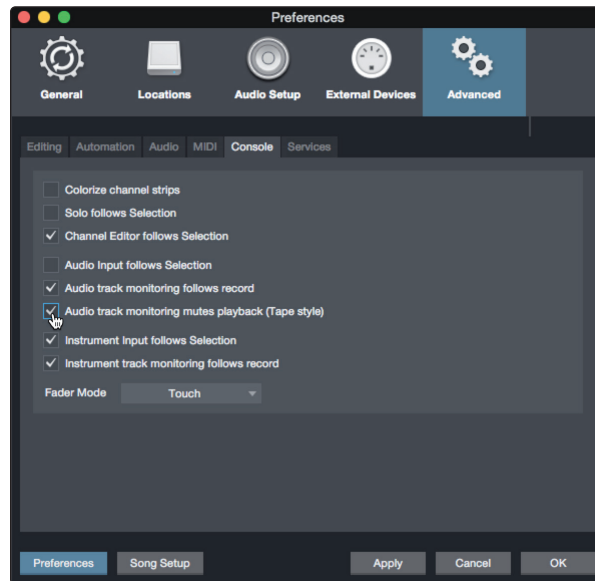 Preferences
General Locations Audio Setup External Devices Advanced
Editing Automation Audio MIDI Console Services
Colorize channel strips
Solo follows Selection
Channel Editor follows Selection
Audio Input follows Selection
Audio track monitoring follows record
Audio track monitoring mutes playback (Tape style)
Instrument Input follows Selection
Instrument track monitoring follows record
Fader Mode Touch
Preferences Song Setup Apply Cancel OK